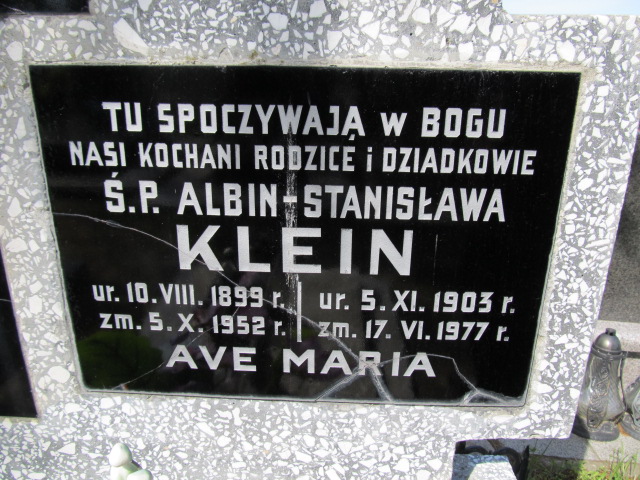 TU SPOCZYWAJĄ w BOGU
NASI KOCHANI RODZICE i DZIADKOWIE
Ś.P. ALBIN-STANISŁAWA
KLEIN
ur. 10. VIII. 1899 r. ur. 5. XI. 1903 r.
zm. 5. X. 1952 r. zm. 17. VI. 1977 r.
AVE MARIA